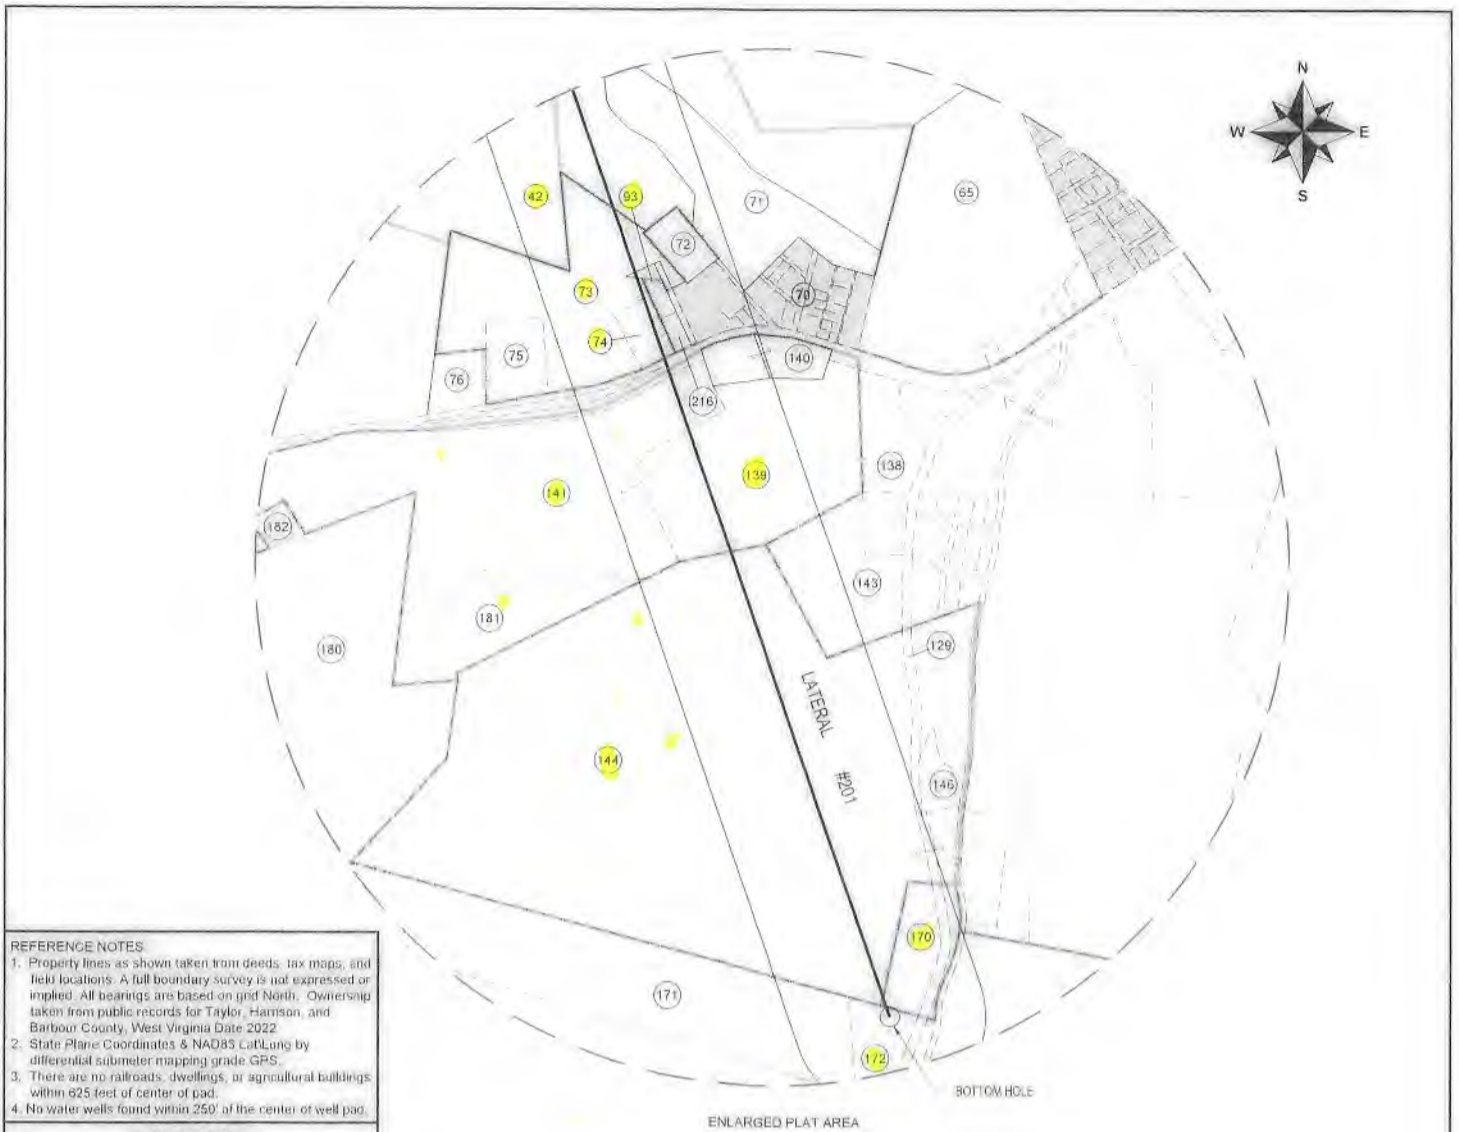 N
W E
S
42
93
71
65
72
73
70
74
75
76
140
216
141
139
138
182
143
181
180
129
LATERAL #201
144
146
170
171
172
BOTTOM HOLE
ENLARGED PLAT AREA
REFERENCE NOTES
1. Property lines as shown taken from deeds, tax maps, and
field locations. A full boundary survey is not expressed or
implied. All bearings are based on grid North. Ownership
taken from public records for Taylor, Harrison, and
Barbour County, West Virginia Date 2022
2. State Plane Coordinates & NAD83 Lat\Long by
differential submeter mapping grade GPS.
3. There are no railroads, dwellings, or agricultural buildings
within 625 feet of center of pad.
4. No water wells found within 250' of the center of well pad.